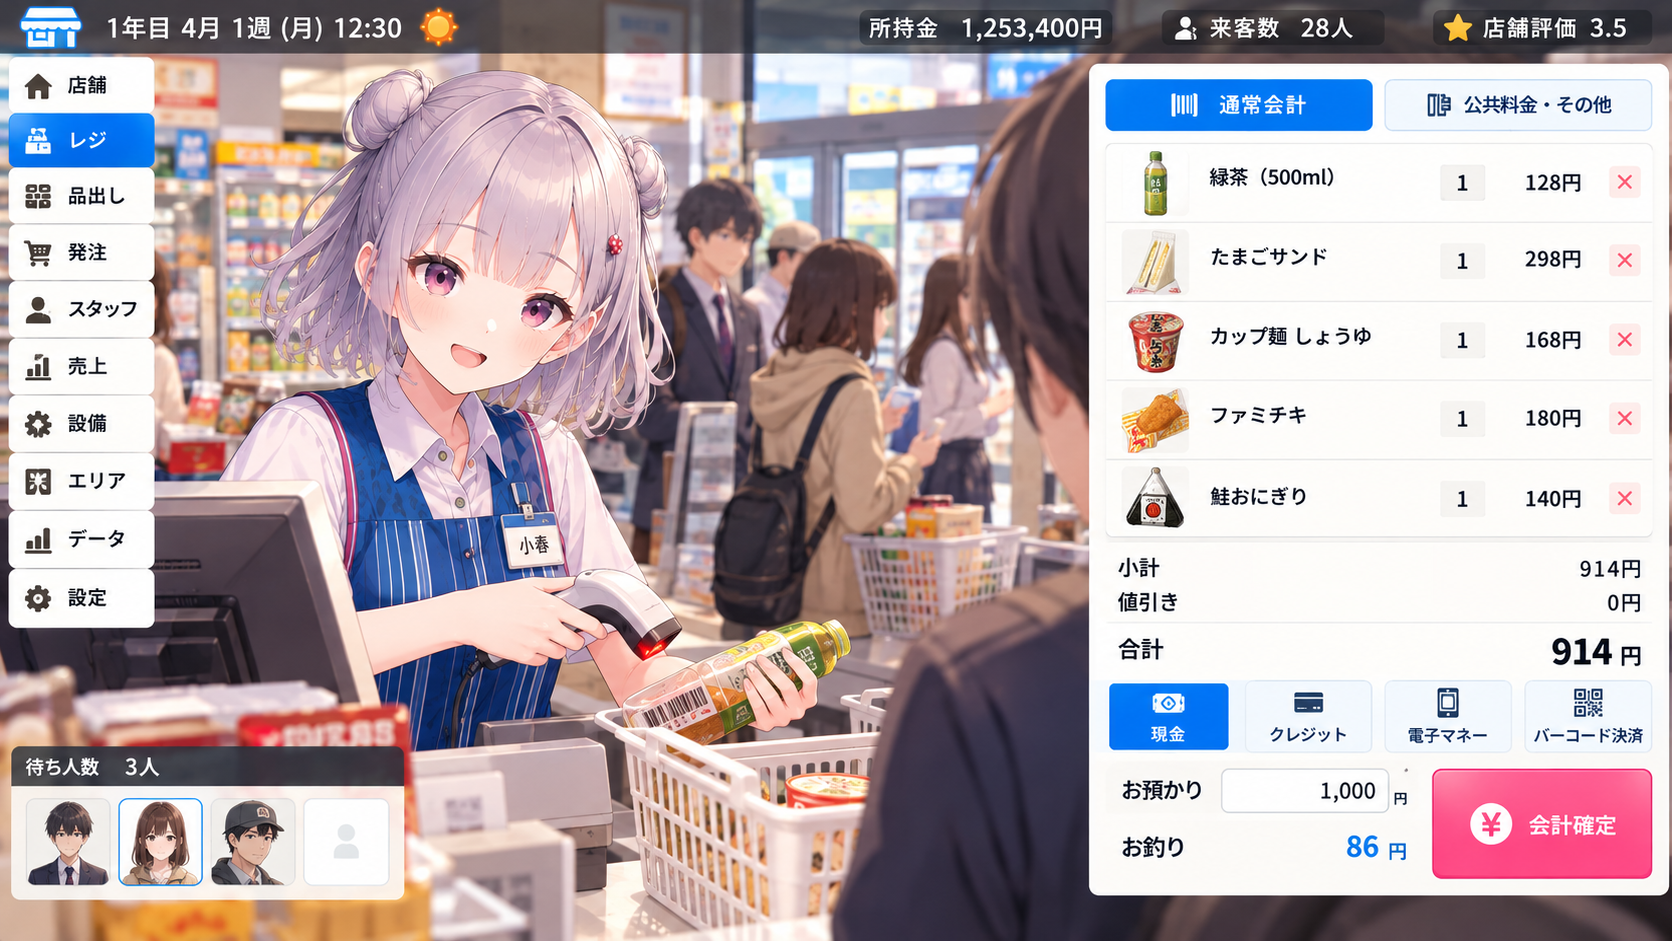 1年目 4月 1週 (月) 12:30
所持金 1,253,400円
来客数 28人
店舗評価 3.5
店舗
レジ
品出し
発注
スタッフ
売上
設備
エリア
データ
設定
小春
待ち人数 3人
通常会計
公共料金・その他
緑茶（500ml） 1 128円
たまごサンド 1 298円
カップ麺 しょうゆ 1 168円
ファミチキ 1 180円
鮭おにぎり 1 140円
小計 914円
値引き 0円
合計 914円
現金
クレジット
電子マネー
バーコード決済
お預かり 1,000 円
お釣り 86 円
¥ 会計確定